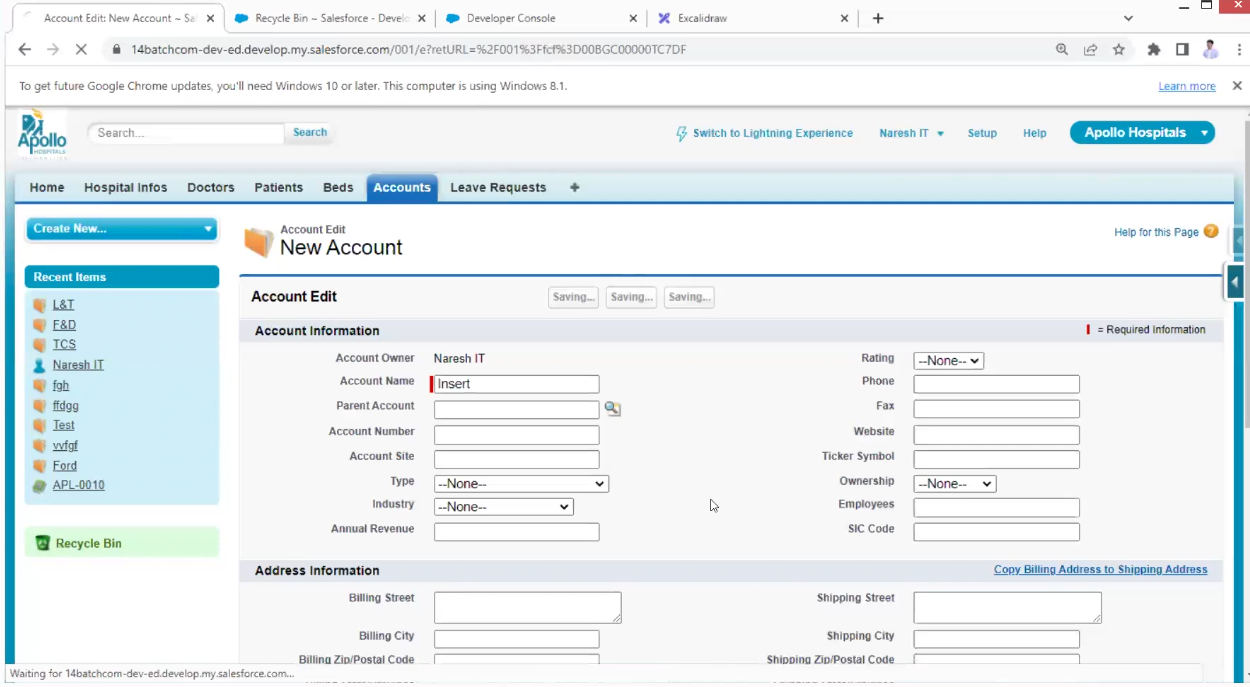 Account Edit: New Account ~ Sa
Recycle Bin ~ Salesforce - Develo
Developer Console
Excalidraw
14batchcom-dev-ed.develop.my.salesforce.com/001/e?retURL=%2F001%3Ffcf%3D00BGC00000TC7DF
To get future Google Chrome updates, you'll need Windows 10 or later. This computer is using Windows 8.1.
Learn more
Apollo
HOSPITALS
Search...
Search
Switch to Lightning Experience
Naresh IT
Setup
Help
Apollo Hospitals
Home
Hospital Infos
Doctors
Patients
Beds
Accounts
Leave Requests
Create New...
Recent Items
L&T
F&D
TCS
Naresh IT
fgh
ffdgg
Test
vvfgf
Ford
APL-0010
Recycle Bin
Account Edit
New Account
Help for this Page
Account Edit
Saving...
Saving...
Saving...
Account Information
= Required Information
Account Owner Naresh IT
Rating --None--
Account Name Insert
Phone
Parent Account
Fax
Account Number
Website
Account Site
Ticker Symbol
Type --None--
Ownership --None--
Industry --None--
Employees
Annual Revenue
SIC Code
Address Information
Copy Billing Address to Shipping Address
Billing Street
Shipping Street
Billing City
Shipping City
Billing Zip/Postal Code
Shipping Zip/Postal Code
Waiting for 14batchcom-dev-ed.develop.my.salesforce.com...